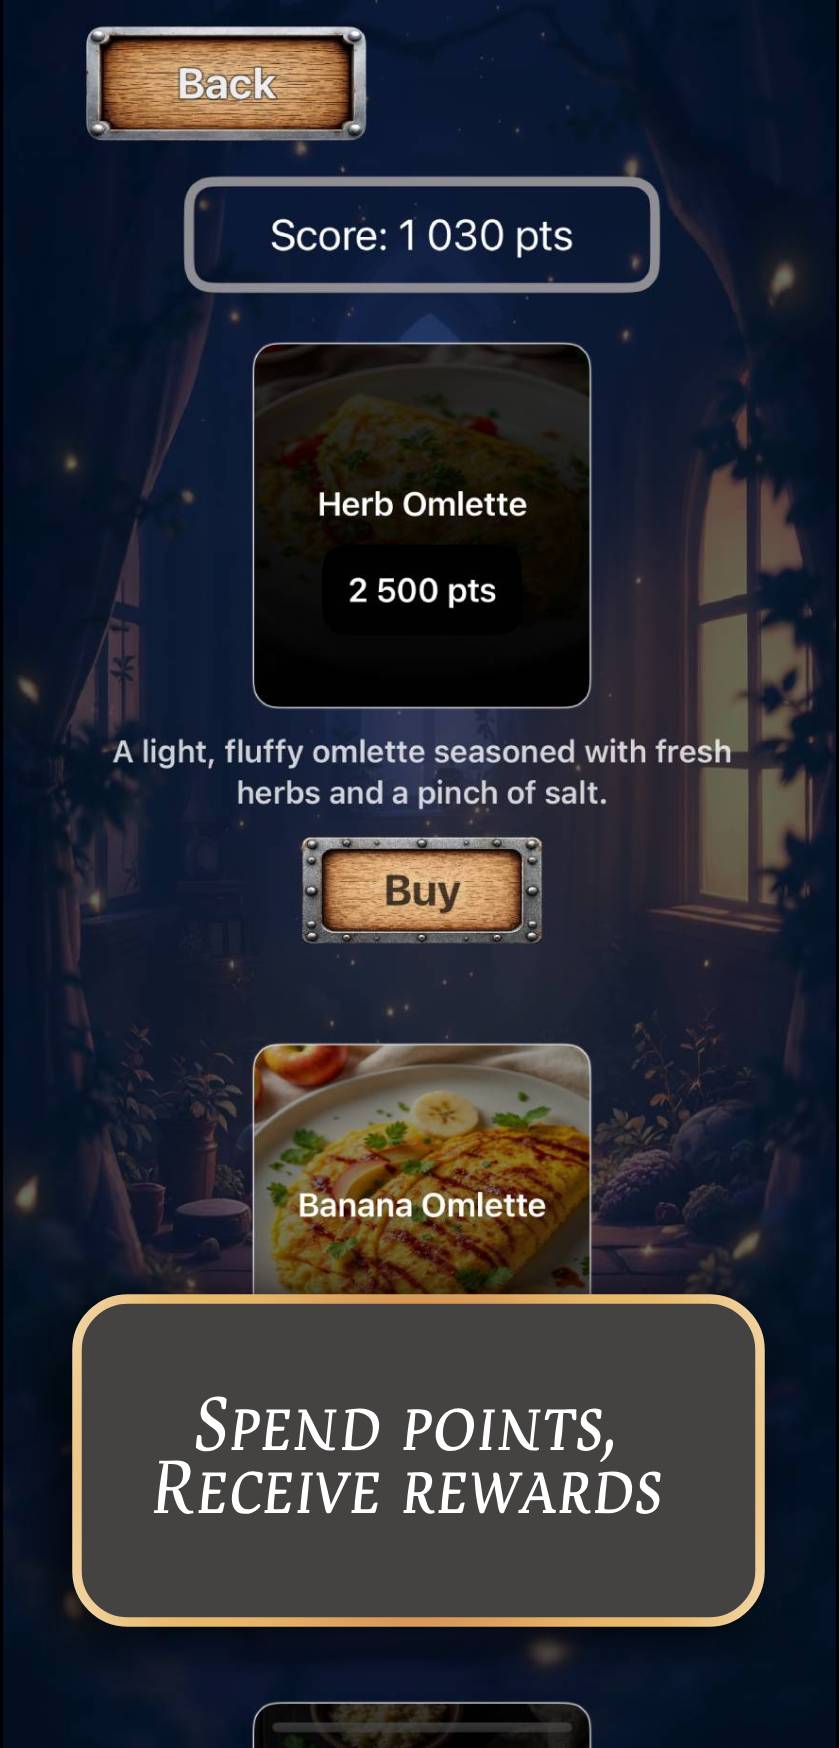 Back
Score: 1 030 pts
Herb Omlette
2 500 pts
A light, fluffy omlette seasoned with fresh
herbs and a pinch of salt.
Buy
Banana Omlette
Spend points,
Receive rewards